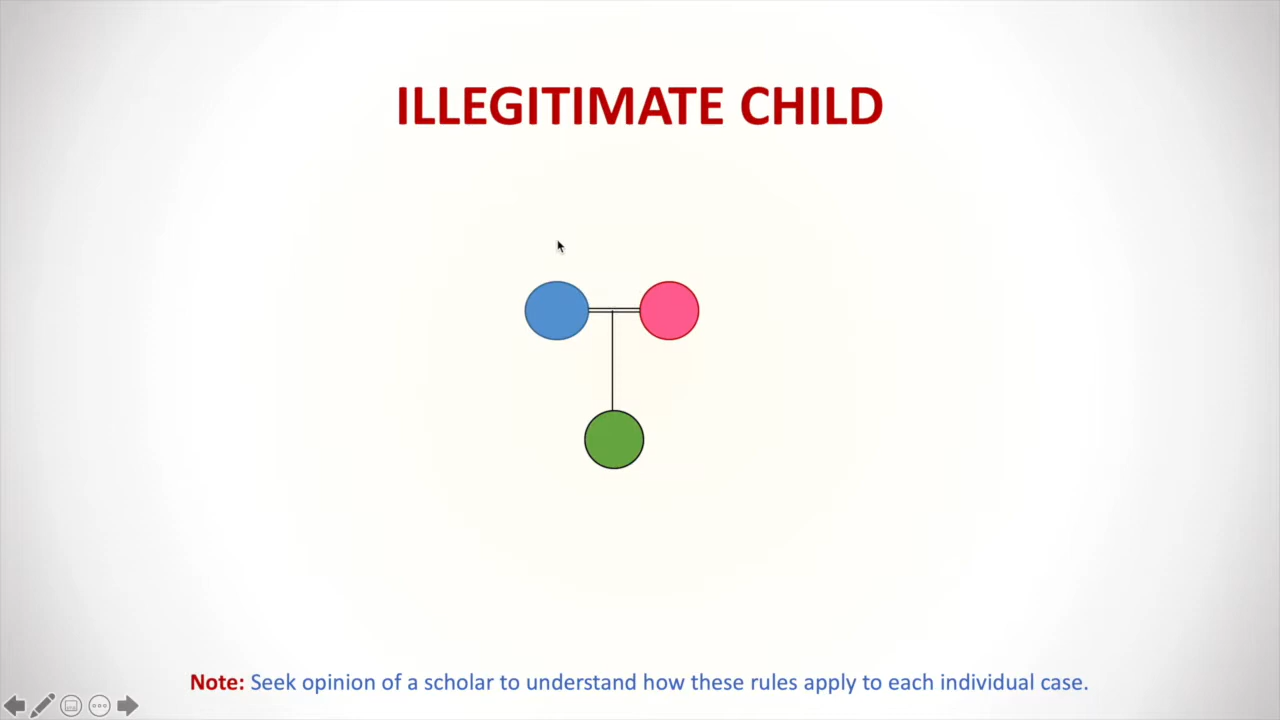 ILLEGITIMATE CHILD
Note: Seek opinion of a scholar to understand how these rules apply to each individual case.